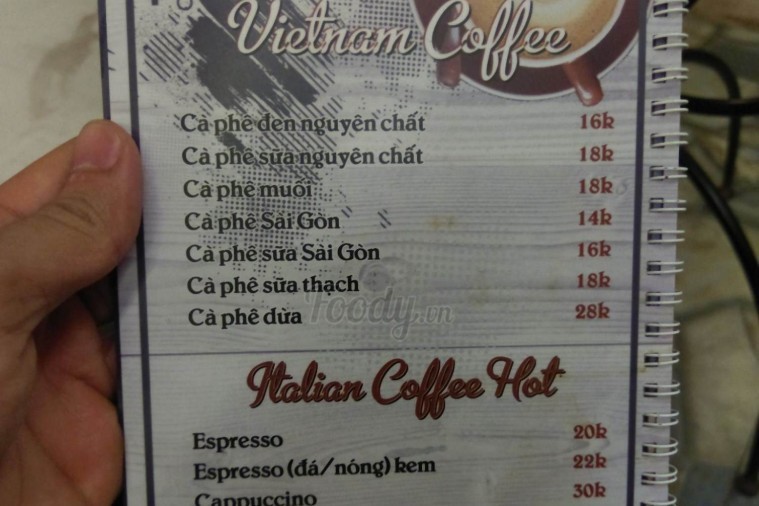 Vietnam Coffee
Cà phê đen nguyên chất 16k
Cà phê sữa nguyên chất 18k
Cà phê muối 18k
Cà phê Sài Gòn 14k
Cà phê sữa Sài Gòn 16k
Cà phê sữa thạch 18k
Foody.vn
Cà phê dừa 28k
Italian Coffee Hot
Espresso 20k
Espresso (đá/nóng) kem 22k
Cappuccino 30k